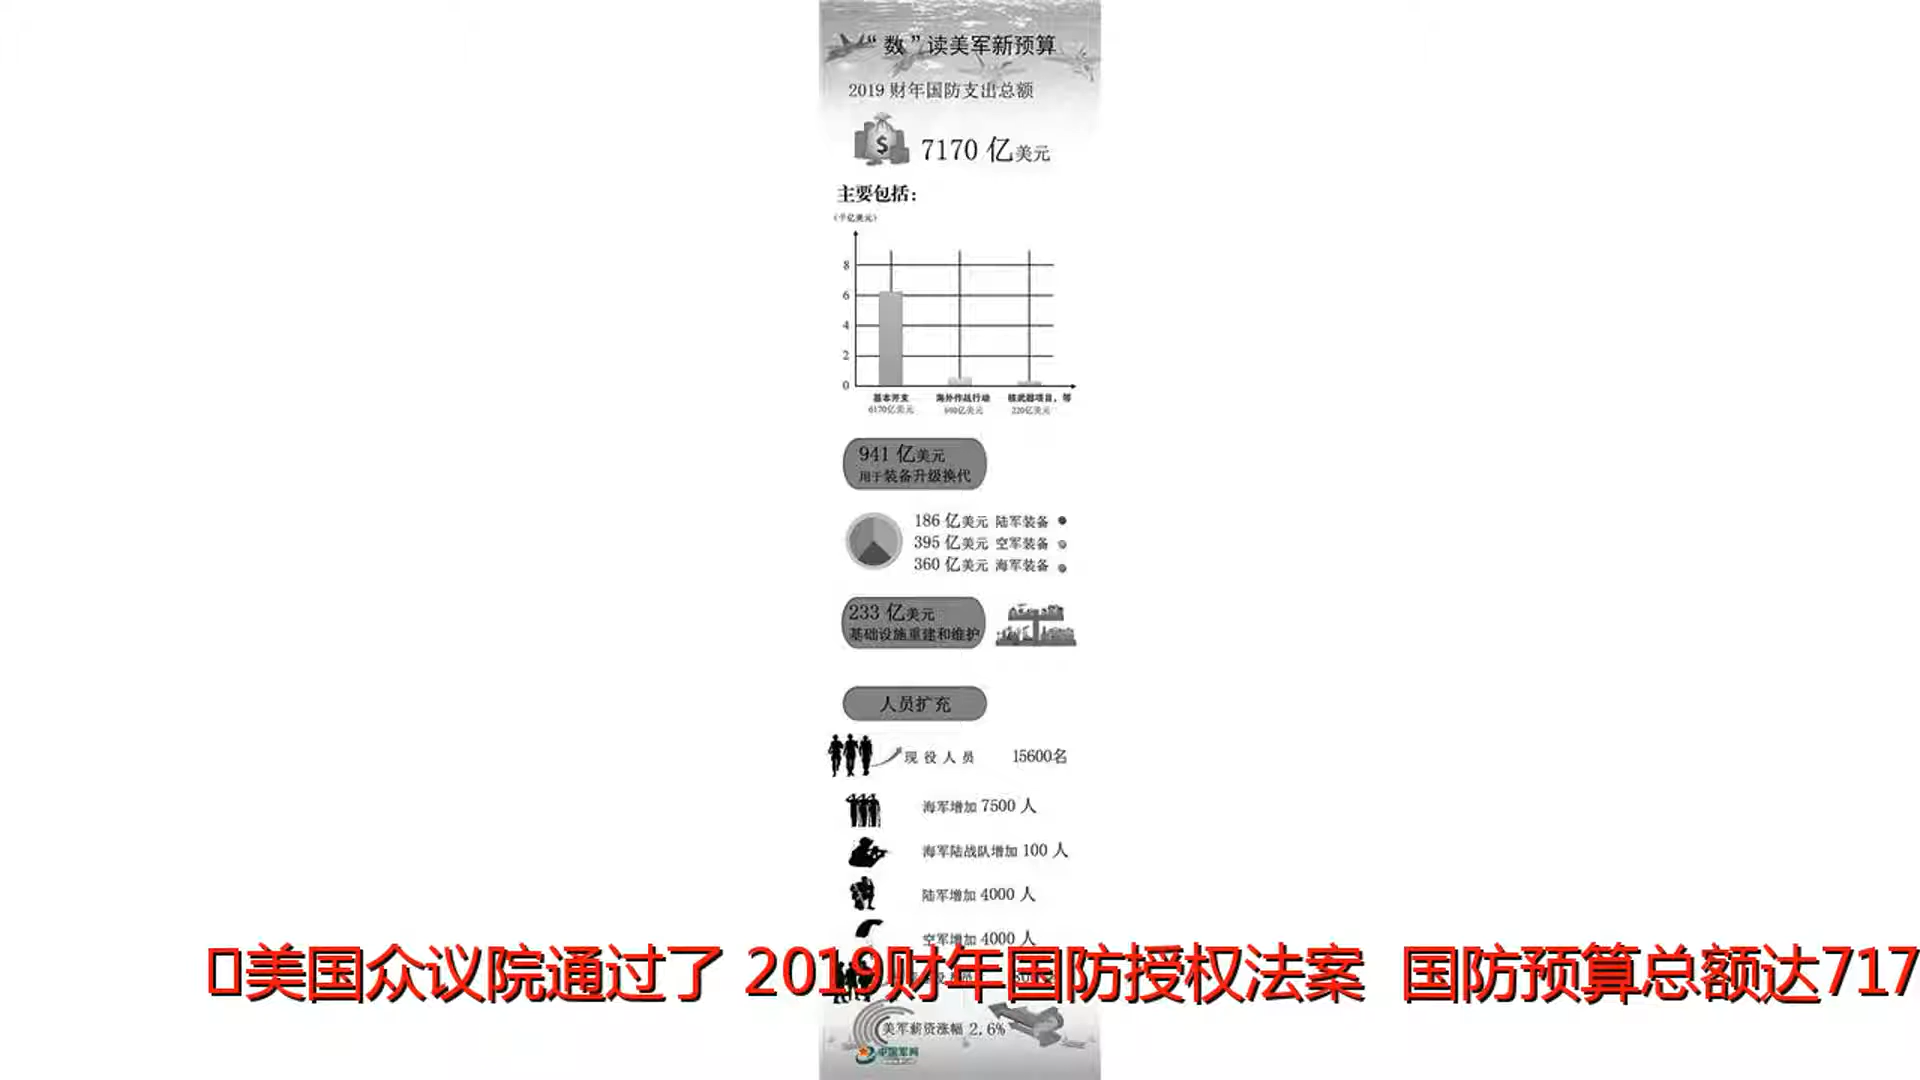 “数”读美军新预算
2019 财年国防支出总额
$
7170 亿美元
主要包括：
（千亿美元）
8
6
4
2
0
基本开支 海外作战行动 核武器项目，等
6170亿美元 690亿美元 220亿美元
941 亿美元
用于装备升级换代
186 亿美元 陆军装备
395 亿美元 空军装备
360 亿美元 海军装备
233 亿美元
基础设施重建和维护
人员扩充
现役人员 15600名
海军增加 7500 人
海军陆战队增加 100 人
陆军增加 4000 人
空军增加 4000 人
美国众议院通过了 2019财年国防授权法案 国防预算总额达717
美军薪资涨幅 2.6%
中国军网